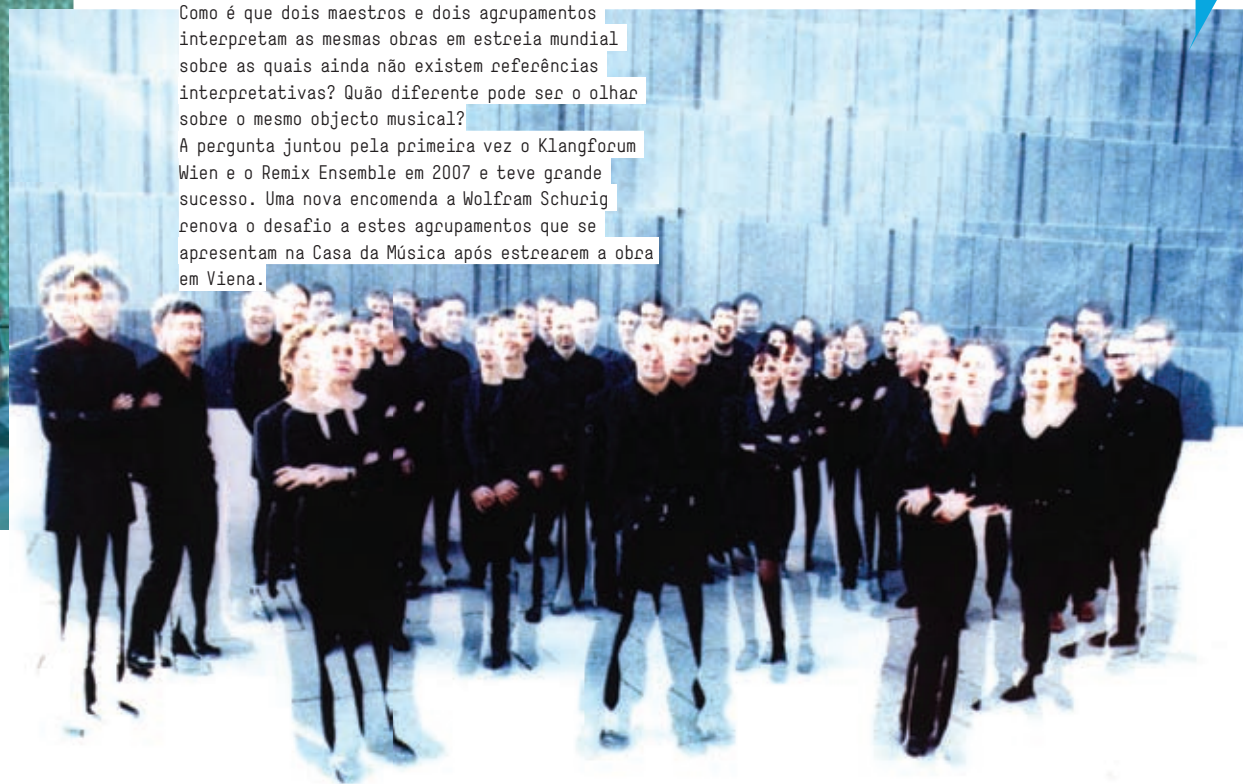 Como é que dois maestros e dois agrupamentos
interpretam as mesmas obras em estreia mundial
sobre as quais ainda não existem referências
interpretativas? Quão diferente pode ser o olhar
sobre o mesmo objecto musical?
A pergunta juntou pela primeira vez o Klangforum
Wien e o Remix Ensemble em 2007 e teve grande
sucesso. Uma nova encomenda a Wolfram Schurig
renova o desafio a estes agrupamentos que se
apresentam na Casa da Música após estrearem a obra
em Viena.